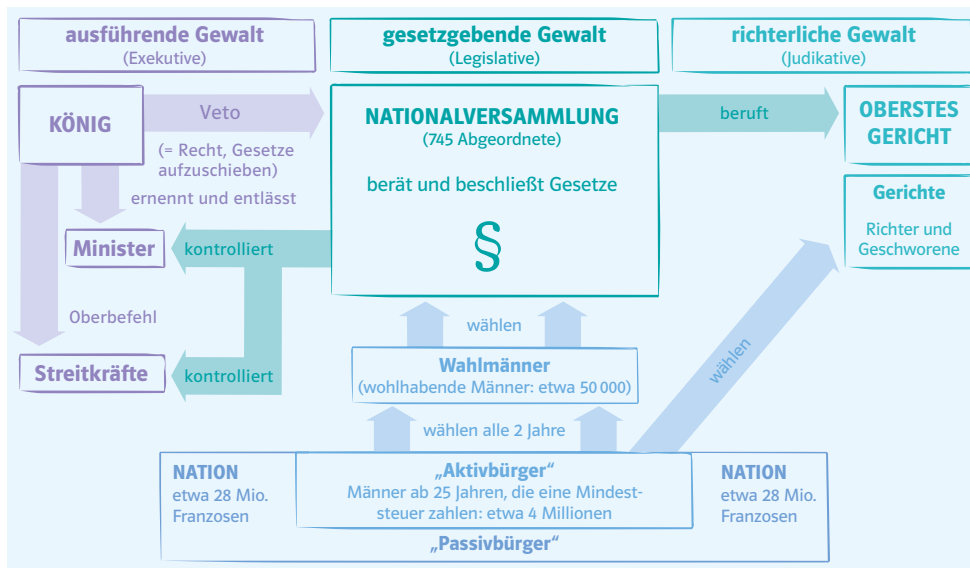 ausführende Gewalt
(Exekutive)
gesetzgebende Gewalt
(Legislative)
richterliche Gewalt
(Judikative)
KÖNIG
Veto
(= Recht, Gesetze
aufzuschieben)
ernennt und entlässt
NATIONALVERSAMMLUNG
(745 Abgeordnete)
berät und beschließt Gesetze
§
beruft
OBERSTES
GERICHT
Gerichte
Richter und
Geschworene
Minister
kontrolliert
Oberbefehl
Streitkräfte
kontrolliert
wählen
Wahlmänner
(wohlhabende Männer: etwa 50 000)
wählen
wählen alle 2 Jahre
NATION
etwa 28 Mio.
Franzosen
„Aktivbürger“
Männer ab 25 Jahren, die eine Mindest-
steuer zahlen: etwa 4 Millionen
NATION
etwa 28 Mio.
Franzosen
„Passivbürger“